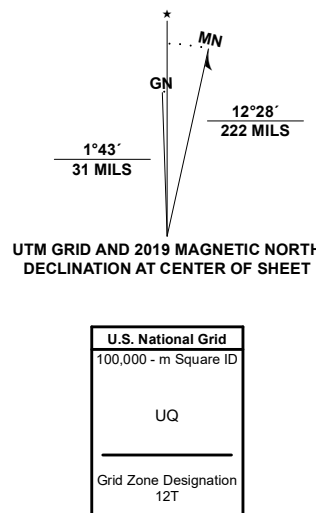 ★
MN
GN
12°28´
222 MILS
1°43´
31 MILS
UTM GRID AND 2019 MAGNETIC NORTH
DECLINATION AT CENTER OF SHEET
U.S. National Grid
100,000 - m Square ID
UQ
Grid Zone Designation
12T